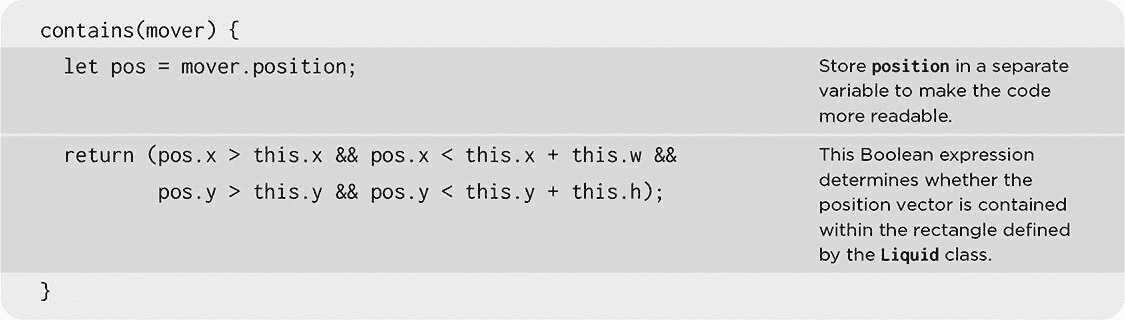 contains(mover) {
let pos = mover.position;
Store position in a separate
variable to make the code
more readable.
return (pos.x > this.x && pos.x < this.x + this.w &&
pos.y > this.y && pos.y < this.y + this.h);
This Boolean expression
determines whether the
position vector is contained
within the rectangle defined
by the Liquid class.
}